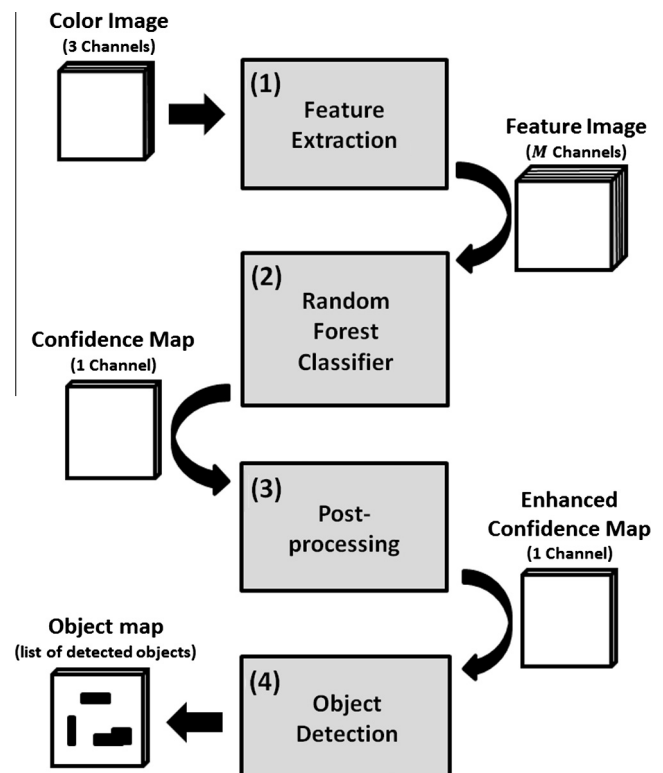 Color Image
(3 Channels)
(1)
Feature
Extraction
Feature Image
(M Channels)
(2)
Random
Forest
Classifier
Confidence Map
(1 Channel)
(3)
Post-
processing
Enhanced
Confidence Map
(1 Channel)
Object map
(list of detected objects)
(4)
Object
Detection